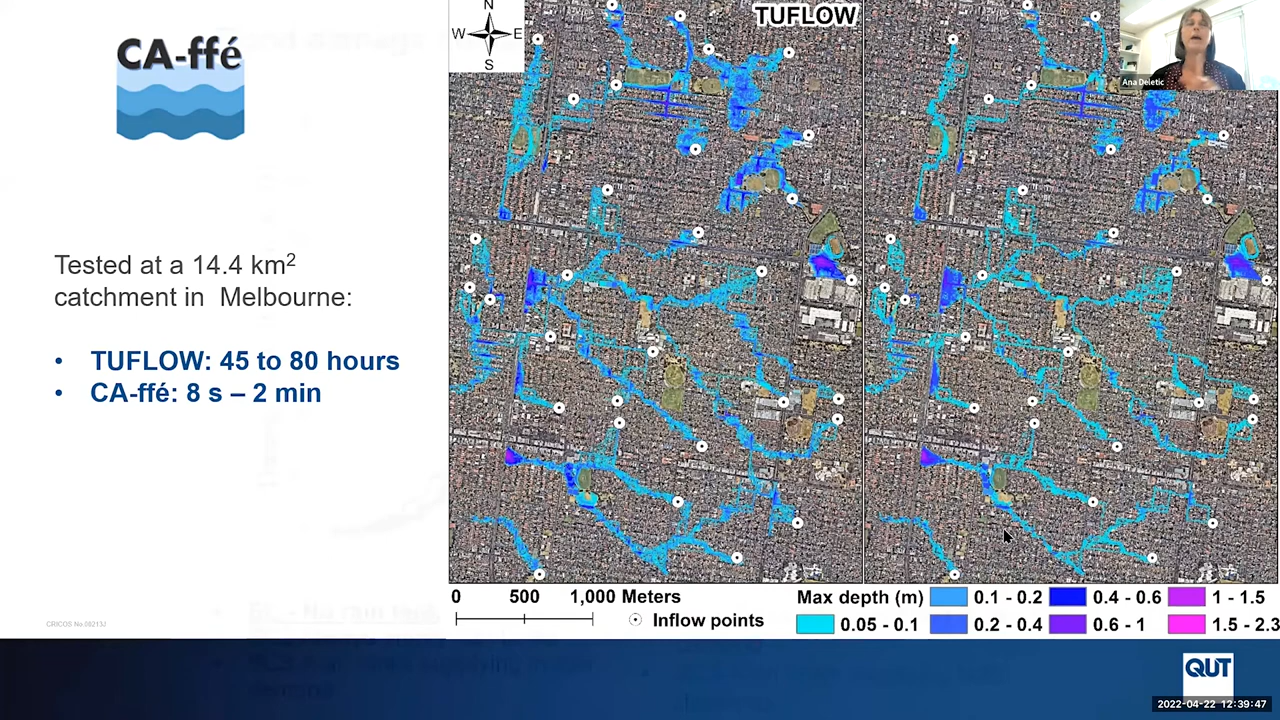 CA-ffé
Tested at a 14.4 km²
catchment in Melbourne:
• TUFLOW: 45 to 80 hours
• CA-ffé: 8 s – 2 min
N
W E
S
TUFLOW
Ana Deletic
0 500 1,000 Meters
Inflow points
Max depth (m)
0.05 - 0.1
0.1 - 0.2
0.2 - 0.4
0.4 - 0.6
0.6 - 1
1 - 1.5
1.5 - 2.3
QUT
2022-04-22 12:39:47